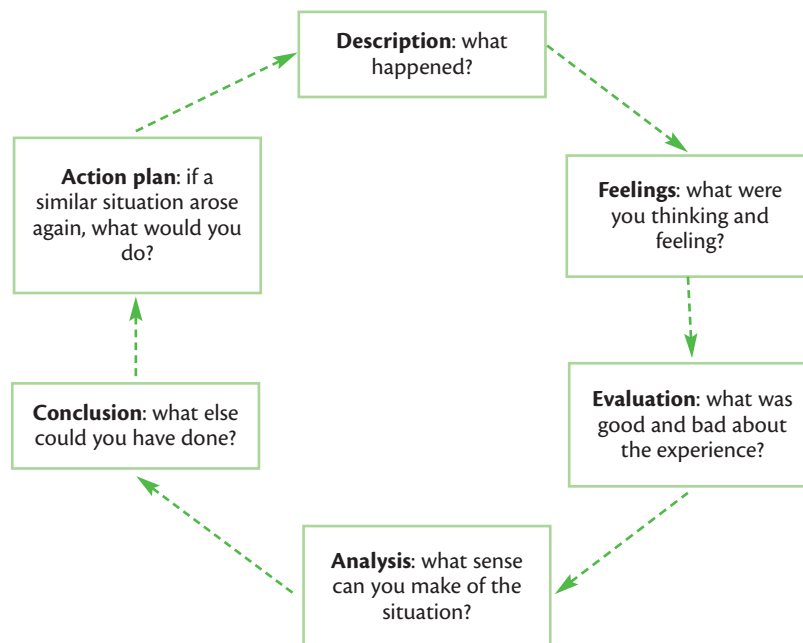 Description: what
happened?
Feelings: what were
you thinking and
feeling?
Evaluation: what was
good and bad about
the experience?
Analysis: what sense
can you make of the
situation?
Conclusion: what else
could you have done?
Action plan: if a
similar situation arose
again, what would you
do?